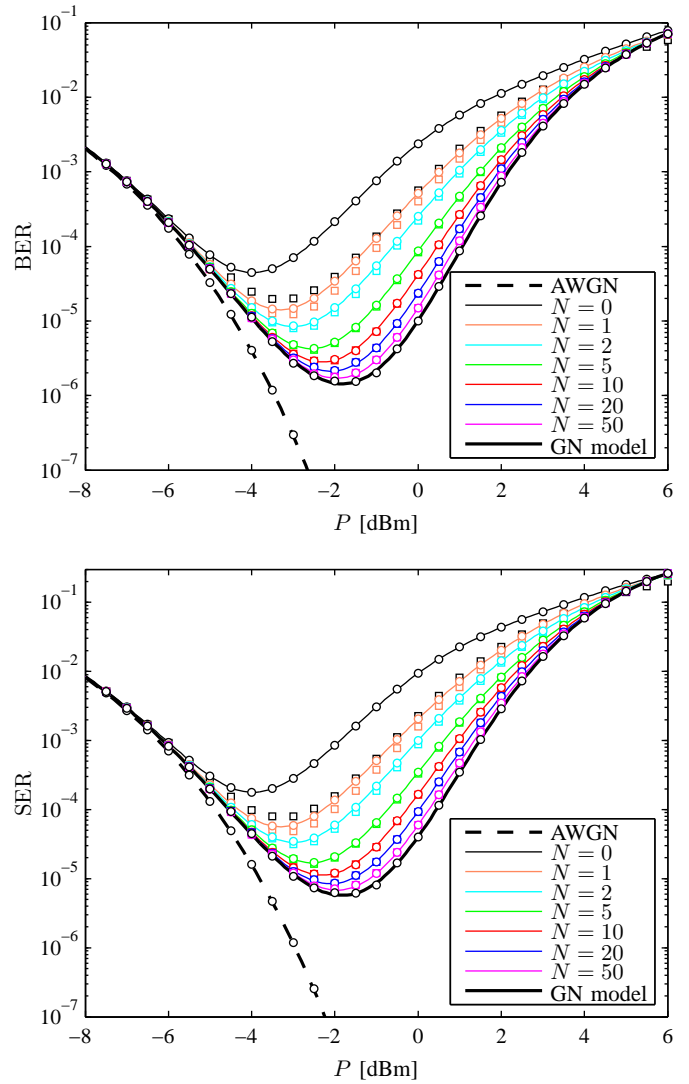 10^{-1}
10^{-2}
10^{-3}
10^{-4}
10^{-5}
10^{-6}
10^{-7}
BER
−8 −6 −4 −2 0 2 4 6
P [dBm]
AWGN
N = 0
N = 1
N = 2
N = 5
N = 10
N = 20
N = 50
GN model
10^{-1}
10^{-2}
10^{-3}
10^{-4}
10^{-5}
10^{-6}
10^{-7}
SER
−8 −6 −4 −2 0 2 4 6
P [dBm]
AWGN
N = 0
N = 1
N = 2
N = 5
N = 10
N = 20
N = 50
GN model